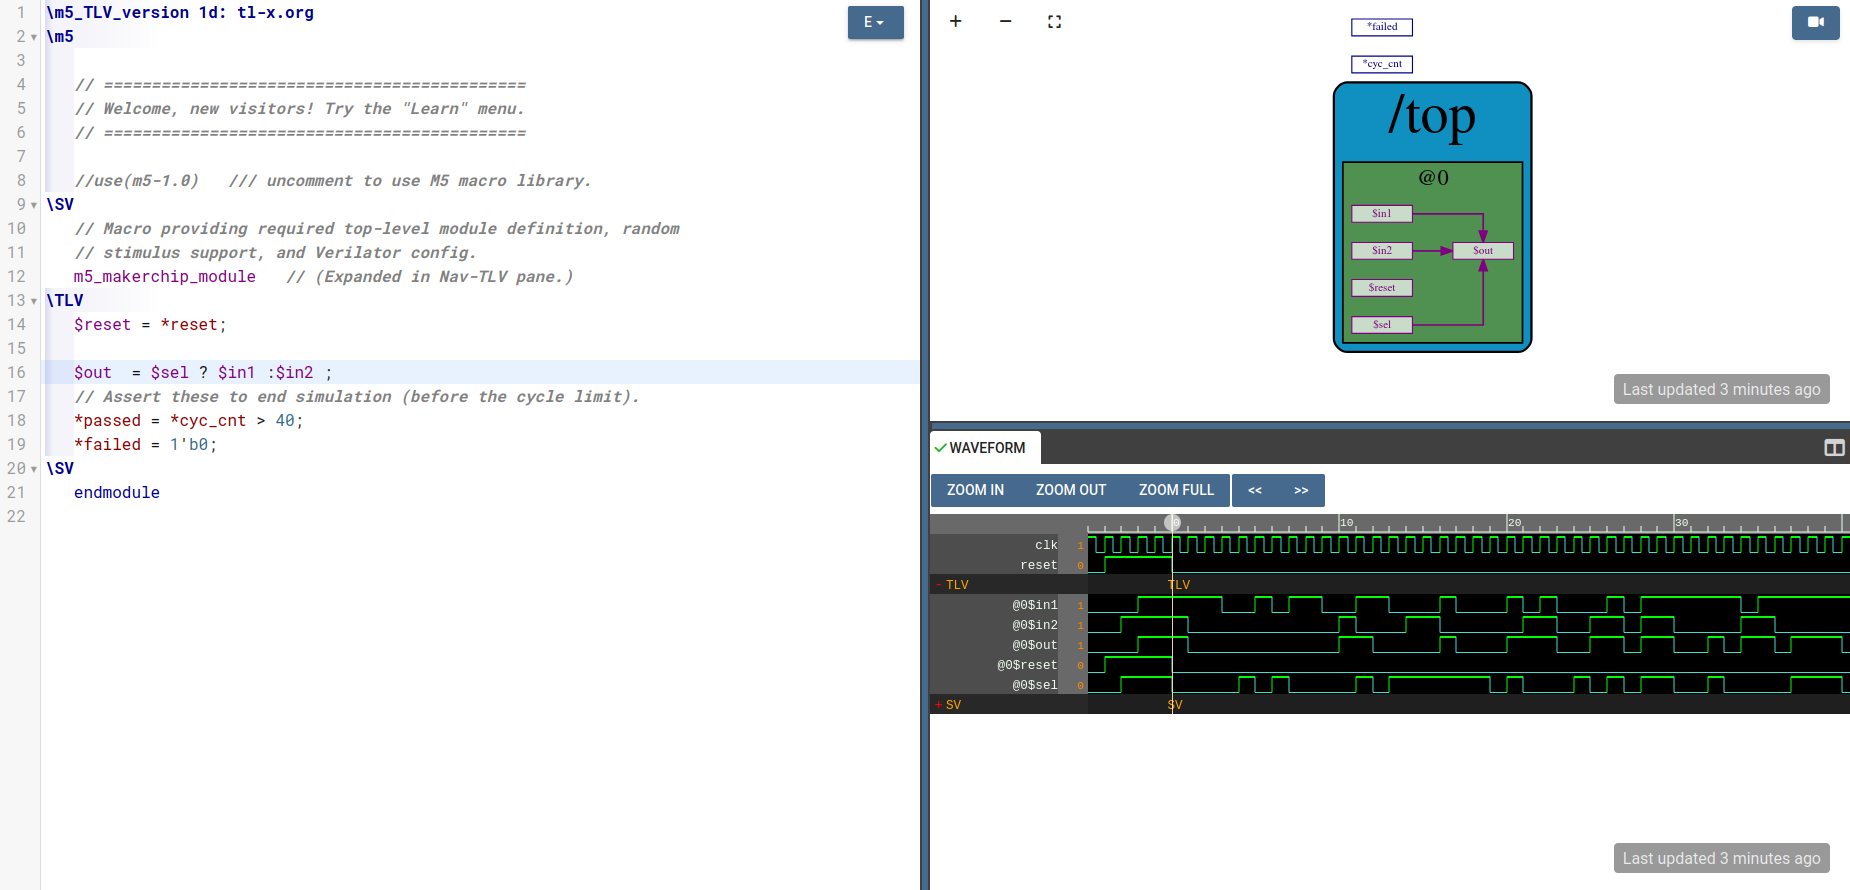 1 \m5_TLV_version 1d: tl-x.org
2 \m5
3
4 // ============================================
5 // Welcome, new visitors! Try the "Learn" menu.
6 // ============================================
7
8 //use(m5-1.0)   /// uncomment to use M5 macro library.
9 \SV
10 // Macro providing required top-level module definition, random
11 // stimulus support, and Verilator config.
12 m5_makerchip_module   // (Expanded in Nav-TLV pane.)
13 \TLV
14 $reset = *reset;
15
16 $out  = $sel ? $in1 :$in2 ;
17 // Assert these to end simulation (before the cycle limit).
18 *passed = *cyc_cnt > 40;
19 *failed = 1'b0;
20 \SV
21 endmodule
22
E
+ −
*failed
*cyc_cnt
/top
@0
$in1
$in2 $out
$reset
$sel
Last updated 3 minutes ago
WAVEFORM
ZOOM IN ZOOM OUT ZOOM FULL << >>
0 10 20 30
clk 1
reset 0
- TLV TLV
@0$in1 1
@0$in2 1
@0$out 1
@0$reset 0
@0$sel 0
+ SV SV
Last updated 3 minutes ago